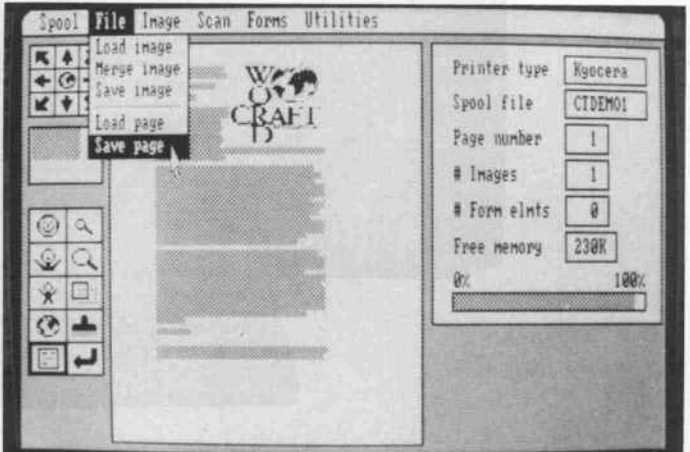 Spool File Image Scan Forms Utilities
Load image
Merge image
Save image
Load page
Save page
WORD
CRAFT
Printer type Kyocera
Spool file CTDEMO1
Page number 1
# Images 1
# Form elmts 0
Free memory 230K
0% 100%